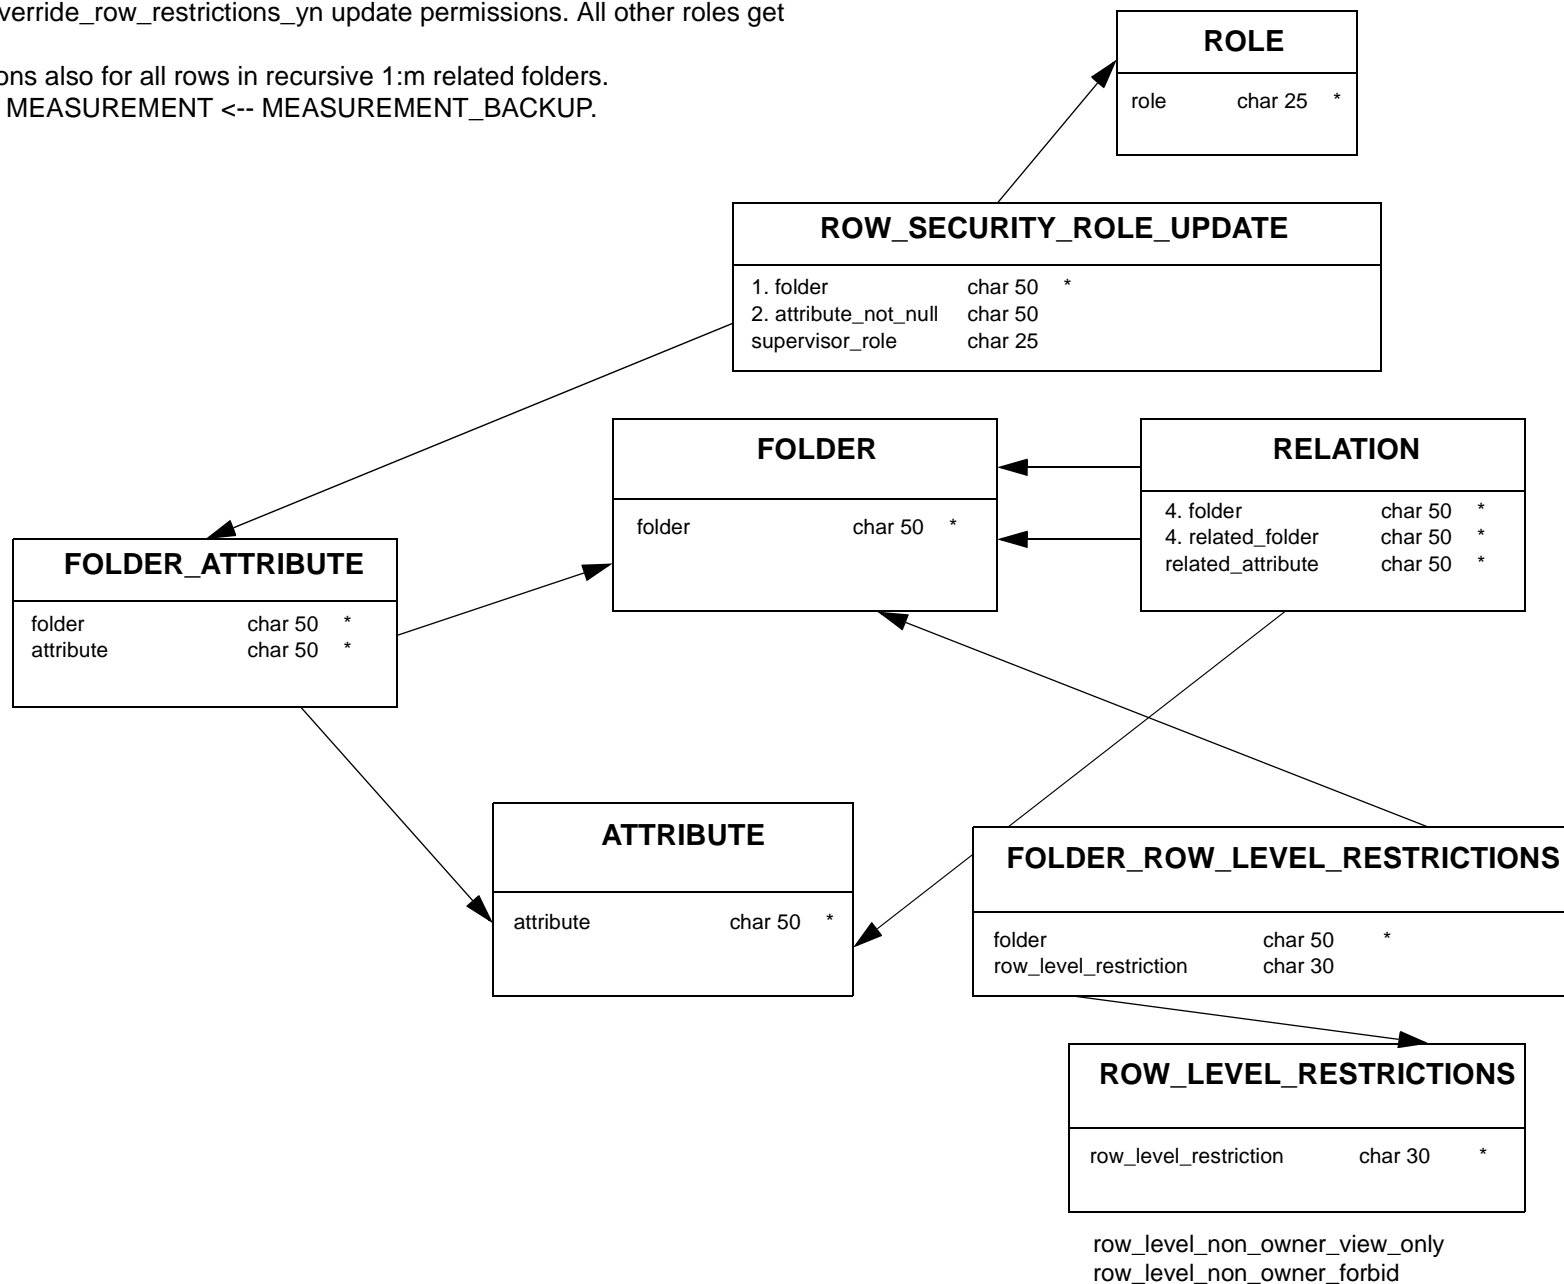 verride_row_restrictions_yn update permissions. All other roles get
ons also for all rows in recursive 1:m related folders.
MEASUREMENT <-- MEASUREMENT_BACKUP.
ROLE
role char 25 *
ROW_SECURITY_ROLE_UPDATE
1. folder char 50 *
2. attribute_not_null char 50
supervisor_role char 25
FOLDER
folder char 50 *
RELATION
4. folder char 50 *
4. related_folder char 50 *
related_attribute char 50 *
FOLDER_ATTRIBUTE
folder char 50 *
attribute char 50 *
ATTRIBUTE
attribute char 50 *
FOLDER_ROW_LEVEL_RESTRICTIONS
folder char 50 *
row_level_restriction char 30
ROW_LEVEL_RESTRICTIONS
row_level_restriction char 30 *
row_level_non_owner_view_only
row_level_non_owner_forbid